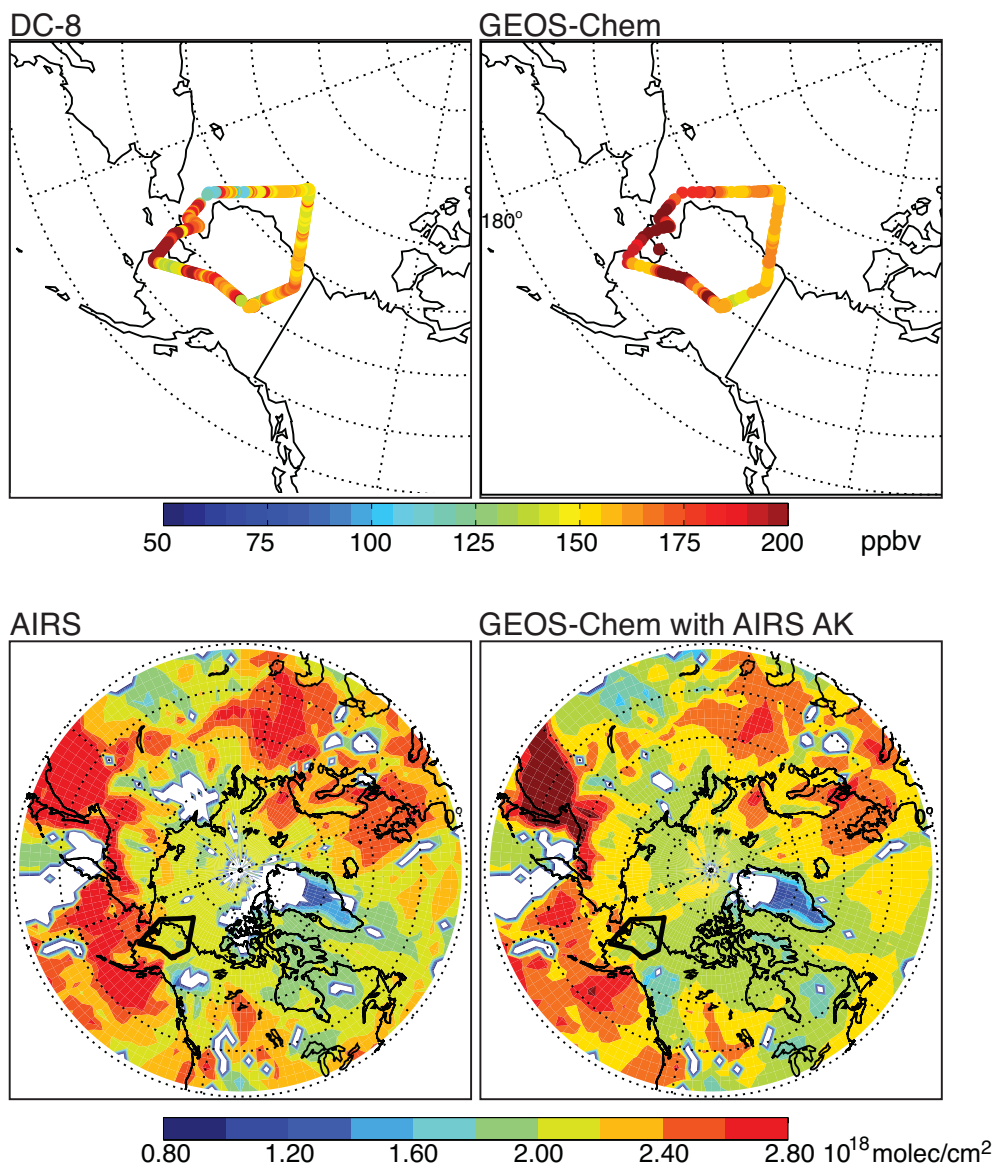 DC-8 GEOS-Chem
180°
50 75 100 125 150 175 200 ppbv
AIRS GEOS-Chem with AIRS AK
0°
0.80 1.20 1.60 2.00 2.40 2.80 10^18 molec/cm^2